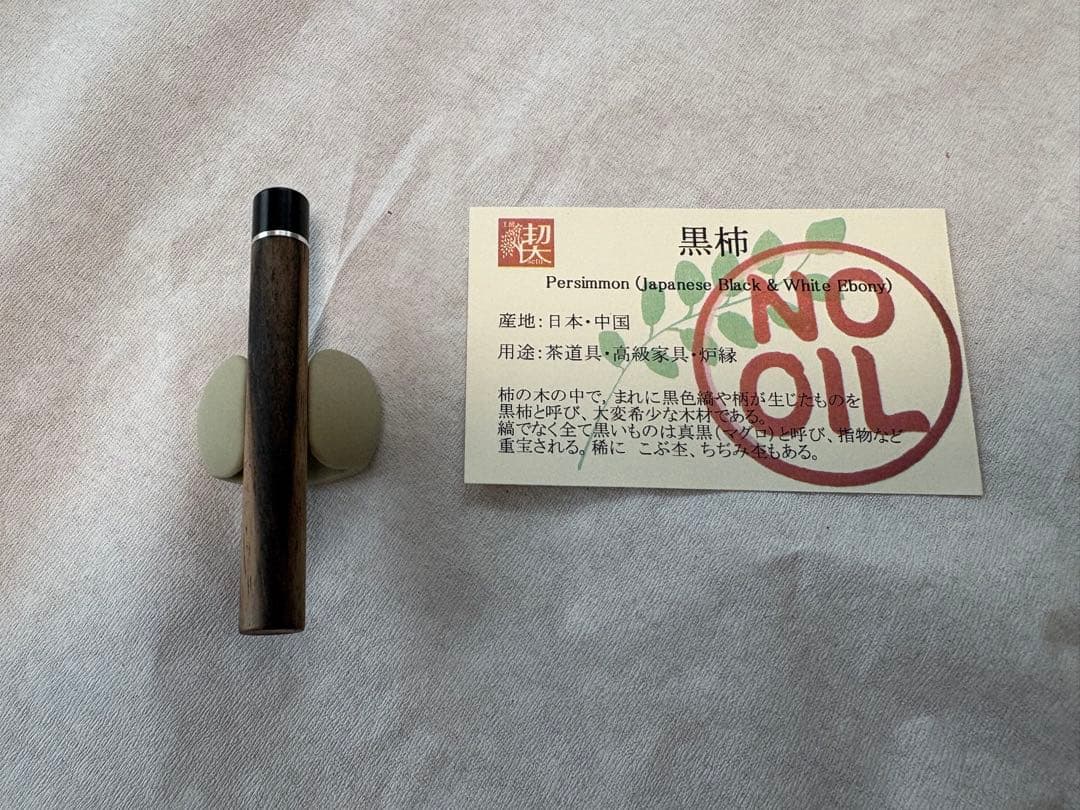 工房
楔
setu
黒柿
Persimmon (Japanese Black & White Ebony)
産地：日本・中国
用途：茶道具・高級家具・炉縁
柿の木の中で，まれに黒色縞や柄が生じたものを
黒柿と呼び、大変希少な木材である。
縞でなく全て黒いものは真黒(マグロ)と呼び、指物など
重宝される。稀に　こぶ杢、ちぢみ杢もある。
NO
OIL